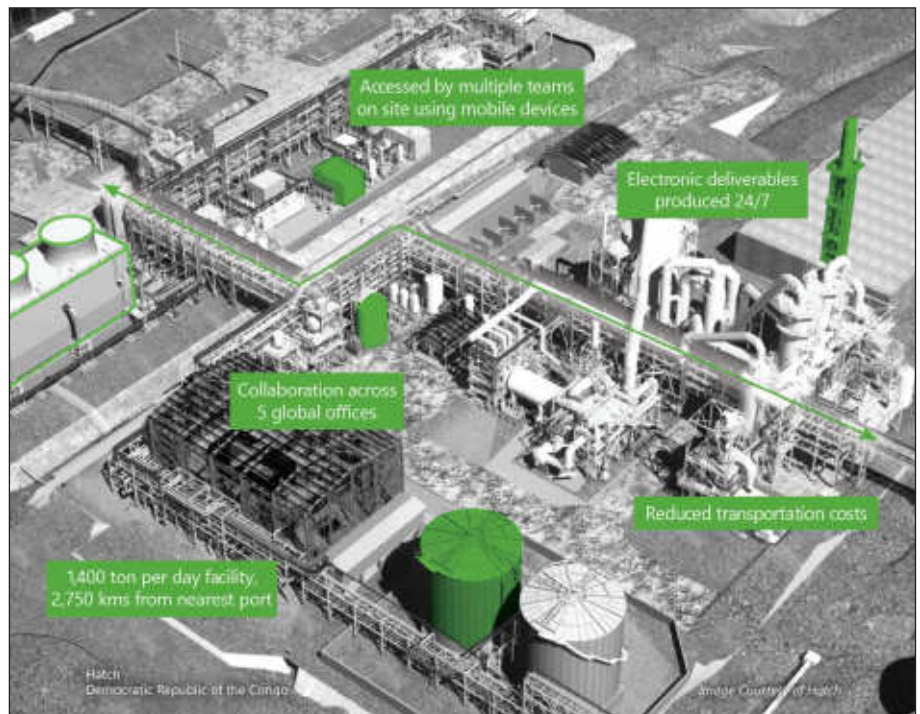 Accessed by multiple teams
on site using mobile devices
Electronic deliverables
produced 24/7
Collaboration across
5 global offices
Reduced transportation costs
1,400 ton per day facility,
2,750 kms from nearest port
Hatch
Democratic Republic of the Congo
Image Courtesy of Hatch